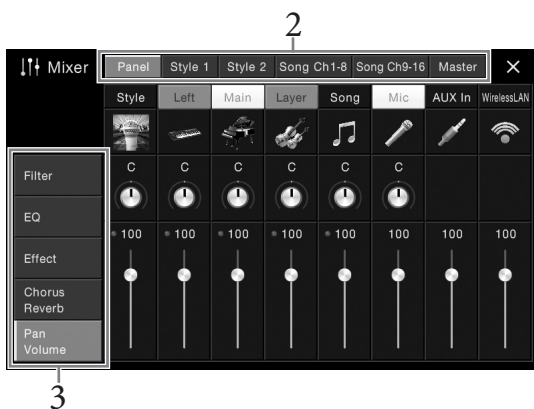 2
Mixer Panel Style 1 Style 2 Song Ch1-8 Song Ch9-16 Master ×
Style Left Main Layer Song Mic AUX In WirelessLAN
C C C C C C
100 100 100 100 100 100 100 100
Filter
EQ
Effect
Chorus
Reverb
Pan
Volume
3